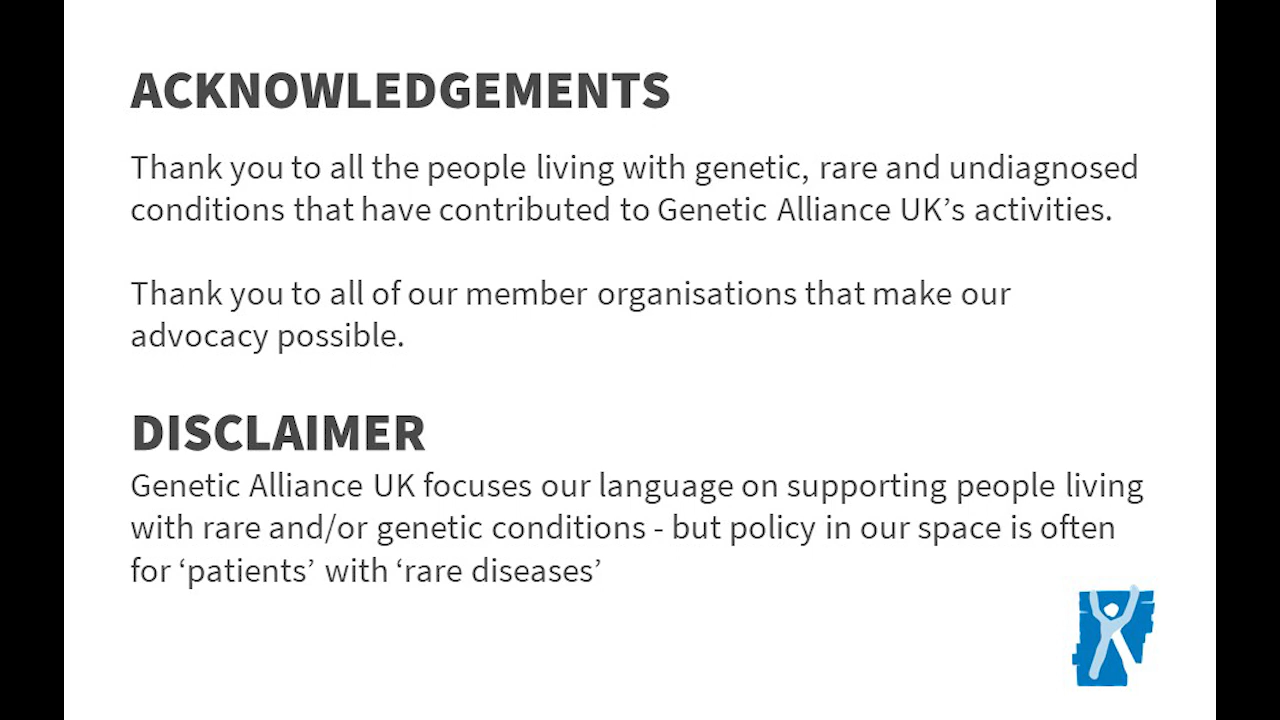 ACKNOWLEDGEMENTS
Thank you to all the people living with genetic, rare and undiagnosed
conditions that have contributed to Genetic Alliance UK’s activities.
Thank you to all of our member organisations that make our
advocacy possible.
DISCLAIMER
Genetic Alliance UK focuses our language on supporting people living
with rare and/or genetic conditions - but policy in our space is often
for ‘patients’ with ‘rare diseases’